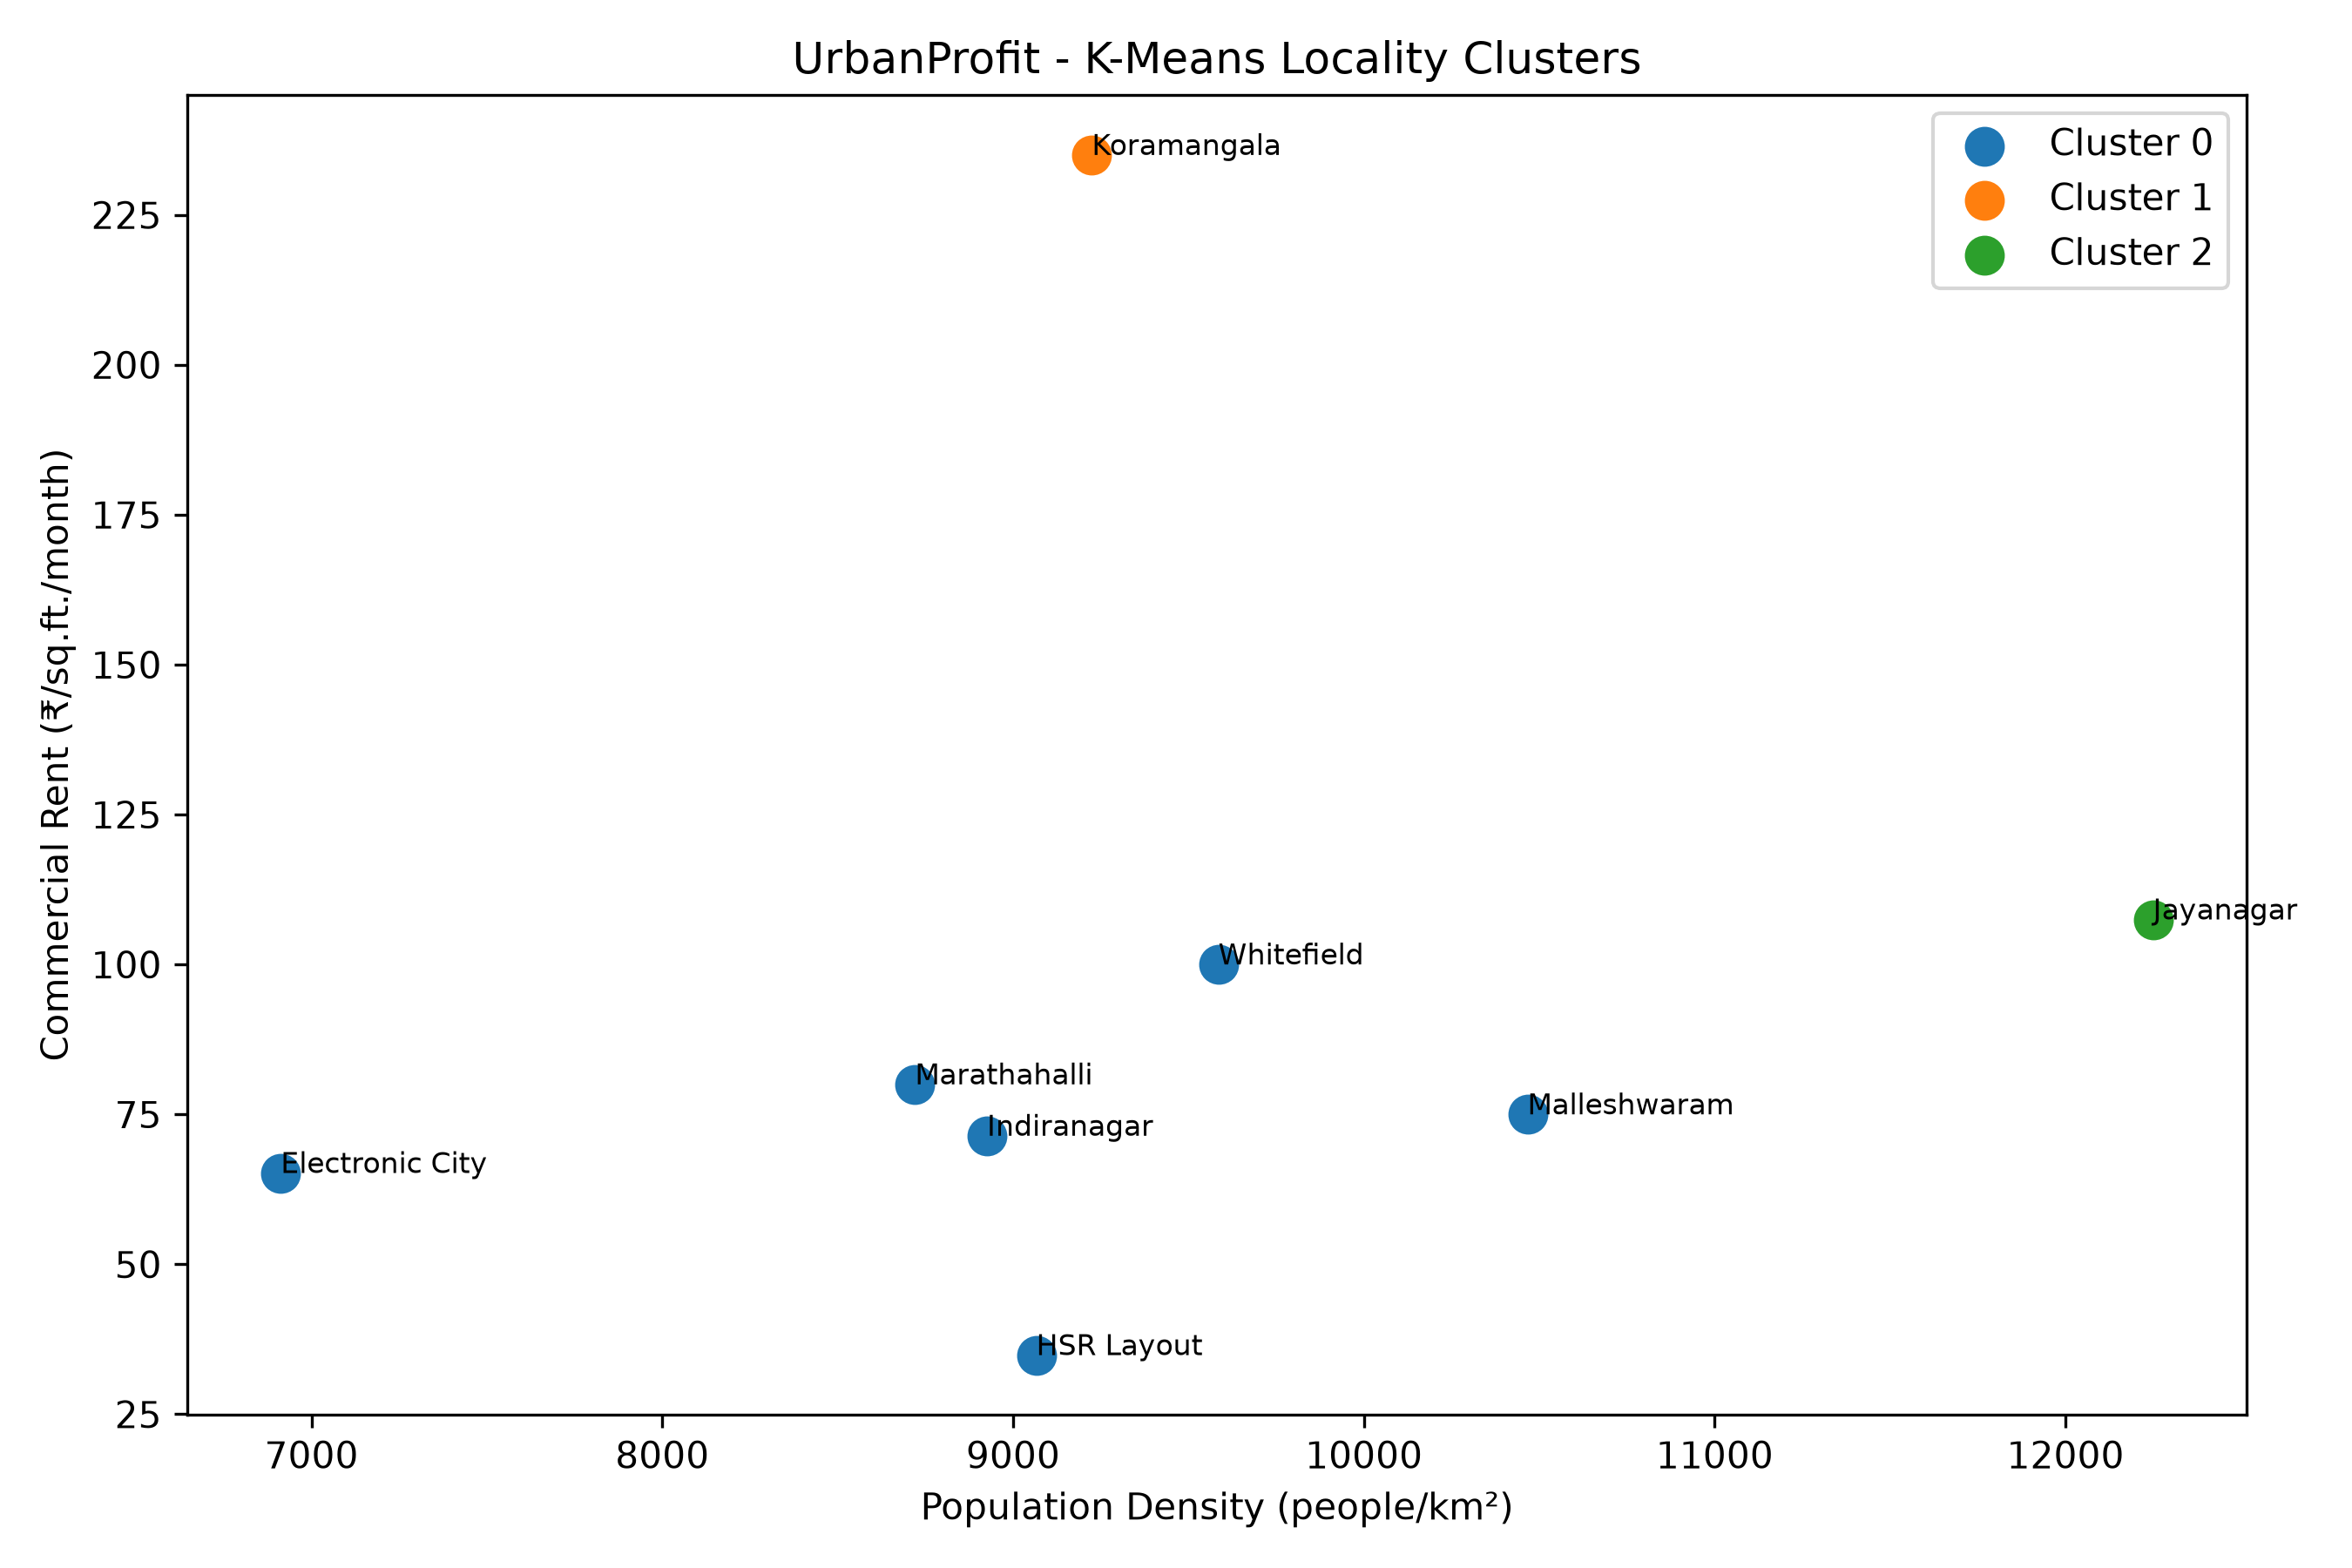 UrbanProfit - K-Means Locality Clusters
Cluster 0
Cluster 1
Cluster 2
Koramangala
Jayanagar
Whitefield
Marathahalli
Malleshwaram
Indiranagar
Electronic City
HSR Layout
225
200
175
150
125
100
75
50
25
Commercial Rent (₹/sq.ft./month)
7000 8000 9000 10000 11000 12000
Population Density (people/km²)